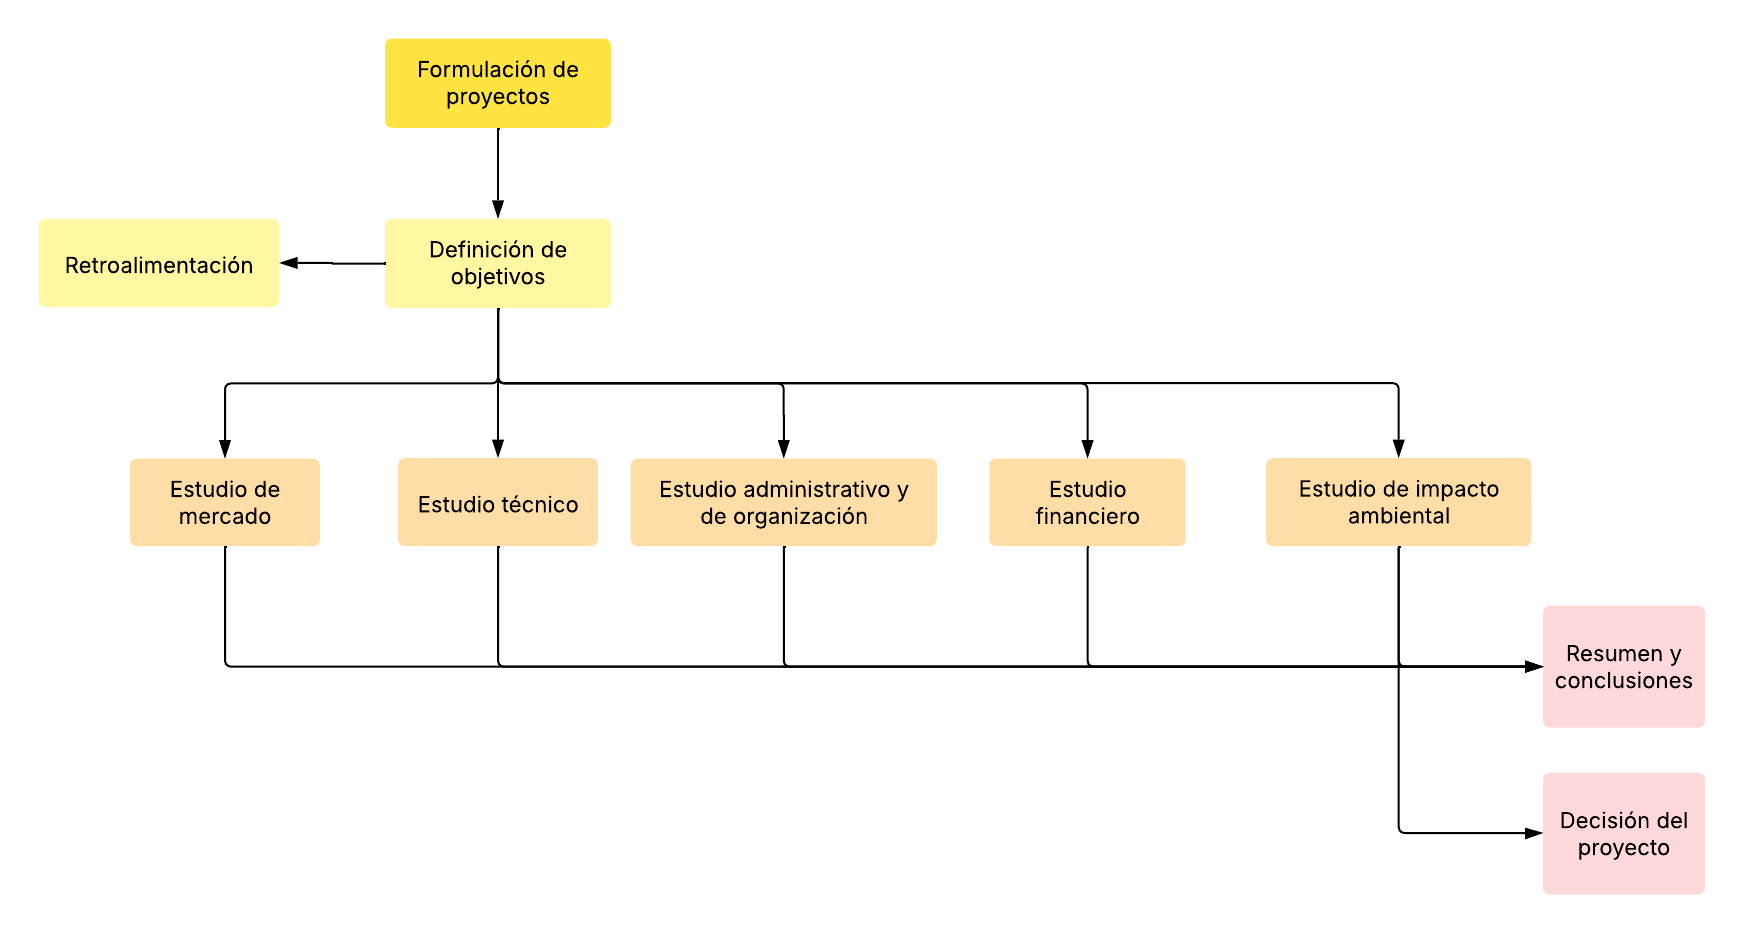 Formulación de
proyectos
Retroalimentación
Definición de
objetivos
Estudio de
mercado
Estudio técnico
Estudio administrativo y
de organización
Estudio
financiero
Estudio de impacto
ambiental
Resumen y
conclusiones
Decisión del
proyecto